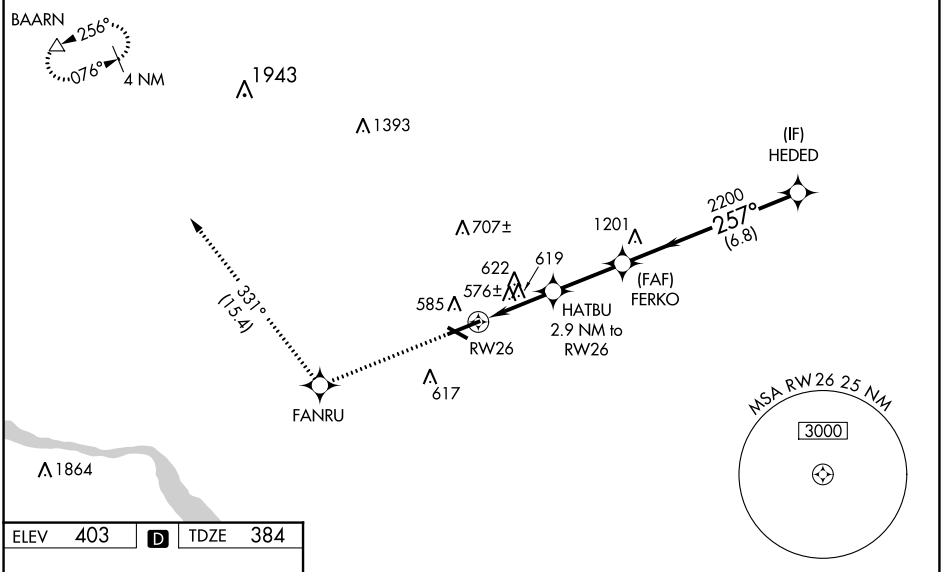 BAARN
256°
076°
4 NM
1943
1393
(IF)
HEDED
2200
257°
(6.8)
1201
707±
619
622
576±
(FAF)
FERKO
585
HATBU
2.9 NM to
RW26
RW26
331°
(15.4)
617
FANRU
MSA RW26 25 NM
3000
1864
ELEV 403 D TDZE 384